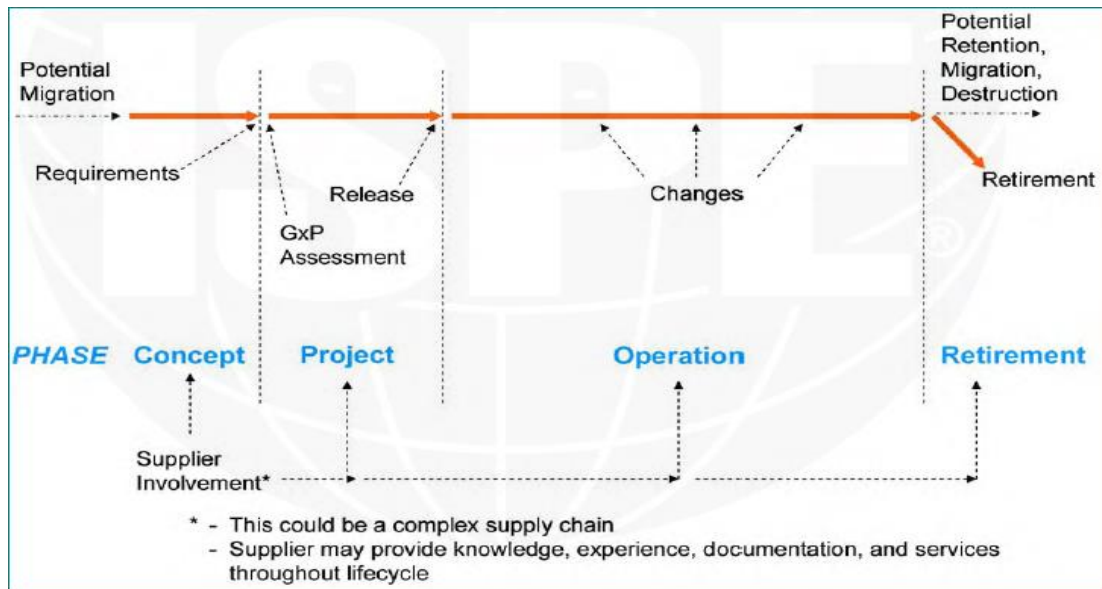 ISPE
®
Potential
Migration
Potential
Retention,
Migration,
Destruction
Requirements
Release
GxP
Assessment
Changes
Retirement
PHASE
Concept
Project
Operation
Retirement
Supplier
Involvement*
* - This could be a complex supply chain
- Supplier may provide knowledge, experience, documentation, and services
throughout lifecycle